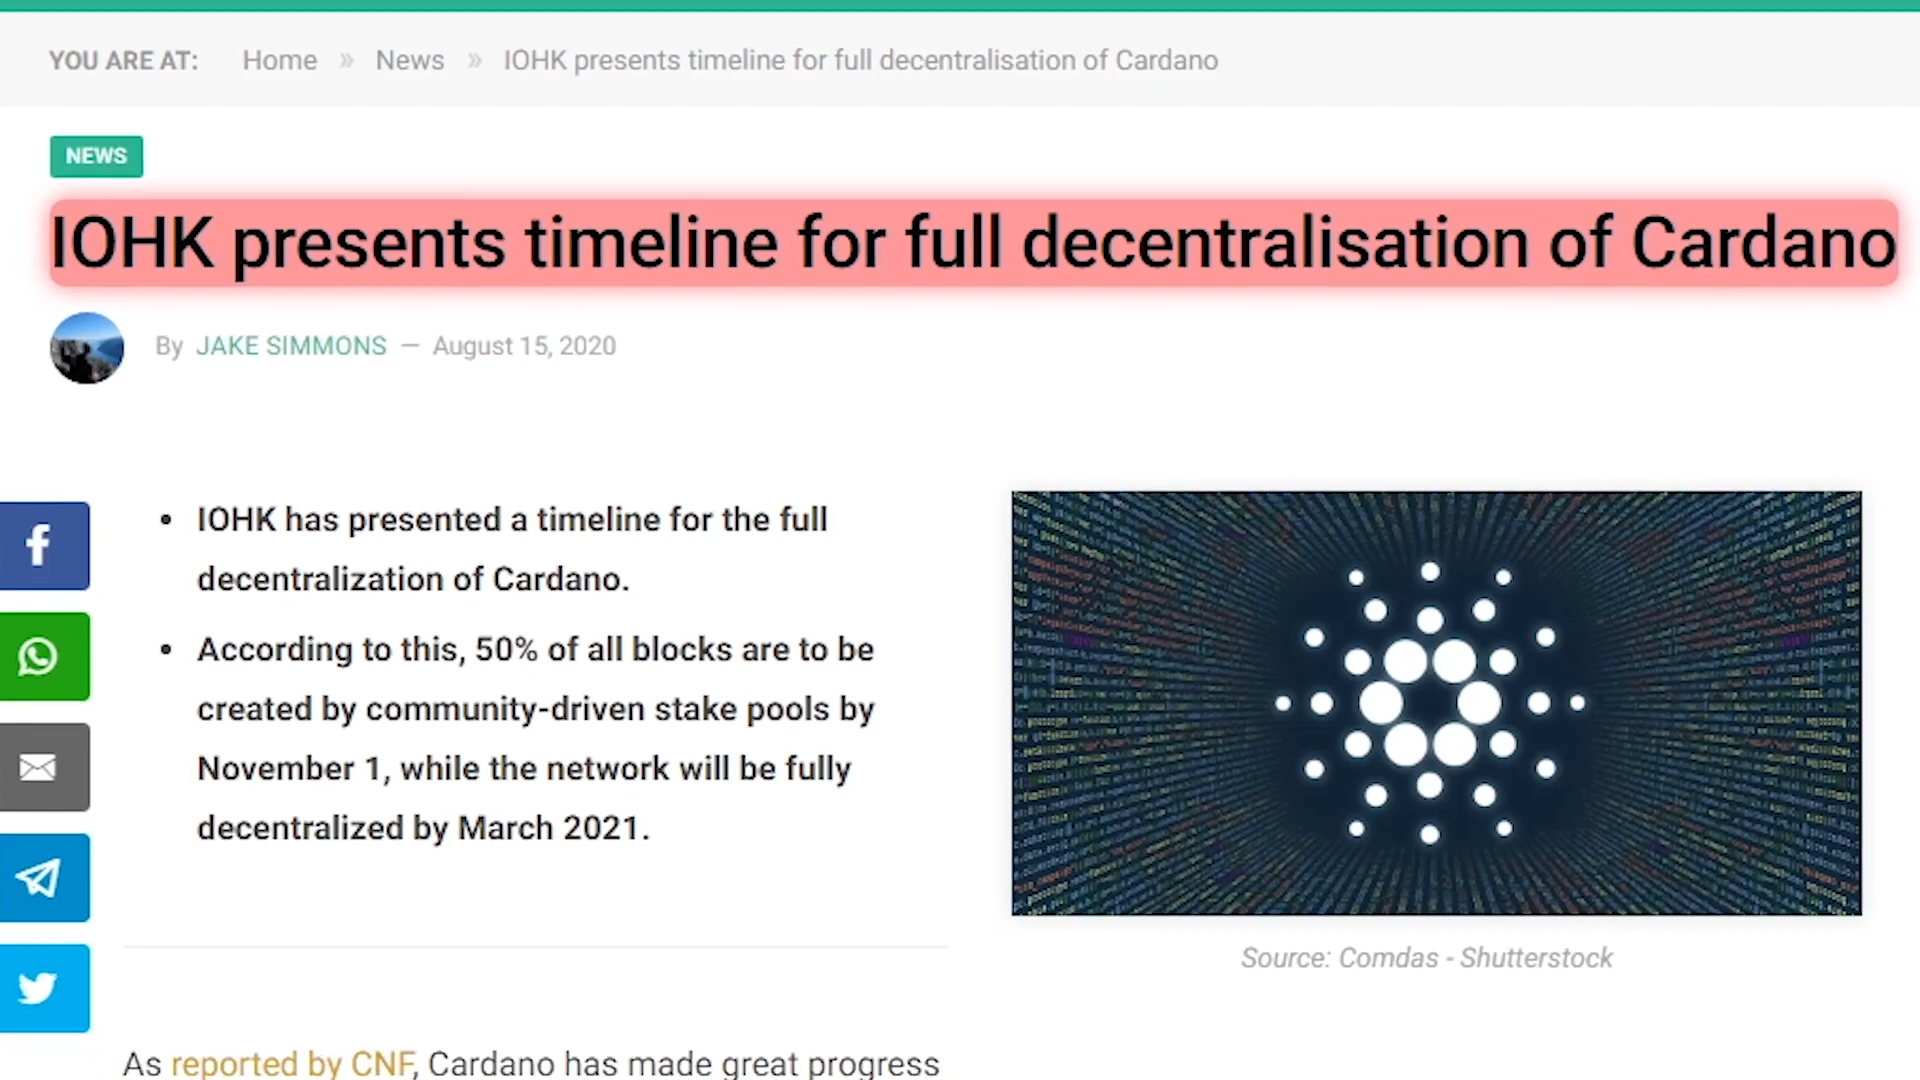 YOU ARE AT: Home » News » IOHK presents timeline for full decentralisation of Cardano
NEWS
IOHK presents timeline for full decentralisation of Cardano
By JAKE SIMMONS — August 15, 2020
• IOHK has presented a timeline for the full
decentralization of Cardano.
• According to this, 50% of all blocks are to be
created by community-driven stake pools by
November 1, while the network will be fully
decentralized by March 2021.
Source: Comdas - Shutterstock
As reported by CNF, Cardano has made great progress